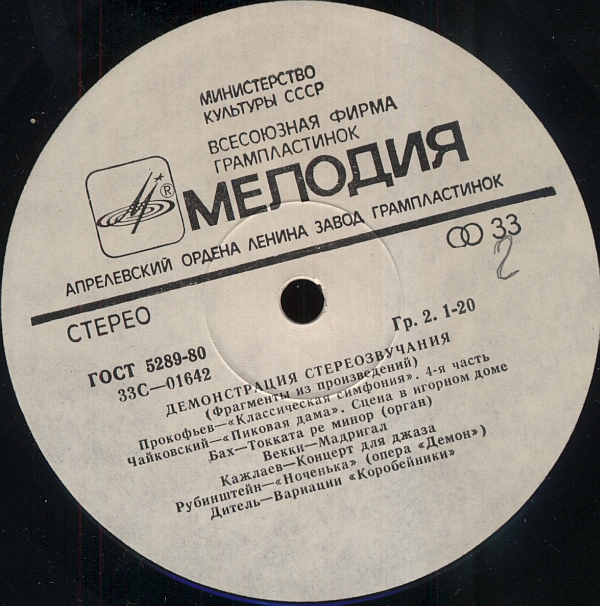 МИНИСТЕРСТВО
КУЛЬТУРЫ СССР
ВСЕСОЮЗНАЯ ФИРМА
ГРАМПЛАСТИНОК
®
МЕЛОДИЯ
АПРЕЛЕВСКИЙ ОРДЕНА ЛЕНИНА ЗАВОД ГРАМПЛАСТИНОК
СТЕРЕО
33
2
ГОСТ 5289-80
Гр. 2. 1-20
33С—01642
ДЕМОНСТРАЦИЯ СТЕРЕОЗВУЧАНИЯ
(Фрагменты из произведений)
Прокофьев—«Классическая симфония». 4-я часть
Чайковский—«Пиковая дама». Сцена в игорном доме
Бах—Токката ре минор (орган)
Векки—Мадригал
Кажлаев—Концерт для джаза
Рубинштейн—«Ноченька» (опера «Демон»)
Дитель—Вариации «Коробейники»